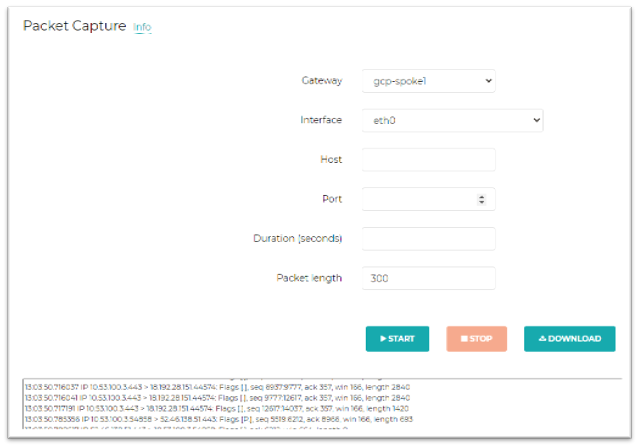 Packet Capture Info
Gateway gcp-spoke1
Interface eth0
Host
Port
Duration (seconds)
Packet length 300
START STOP DOWNLOAD
13:03:50.716037 IP 10.53.100.3.443 > 18.192.28.151.44574: Flags [.], seq 6937:9777, ack 357, win 166, length 2840
13:03:50.716041 IP 10.53.100.3.443 > 18.192.28.151.44574: Flags [.], seq 9777:12617, ack 357, win 166, length 2840
13:03:50.717191 IP 10.53.100.3.443 > 18.192.28.151.44574: Flags [.], seq 12617:14037, ack 357, win 166, length 1420
13:03:50.785356 IP 10.53.100.3.54858 > 52.46.138.51.443: Flags [P.], seq 5519:6212, ack 8966, win 166, length 693